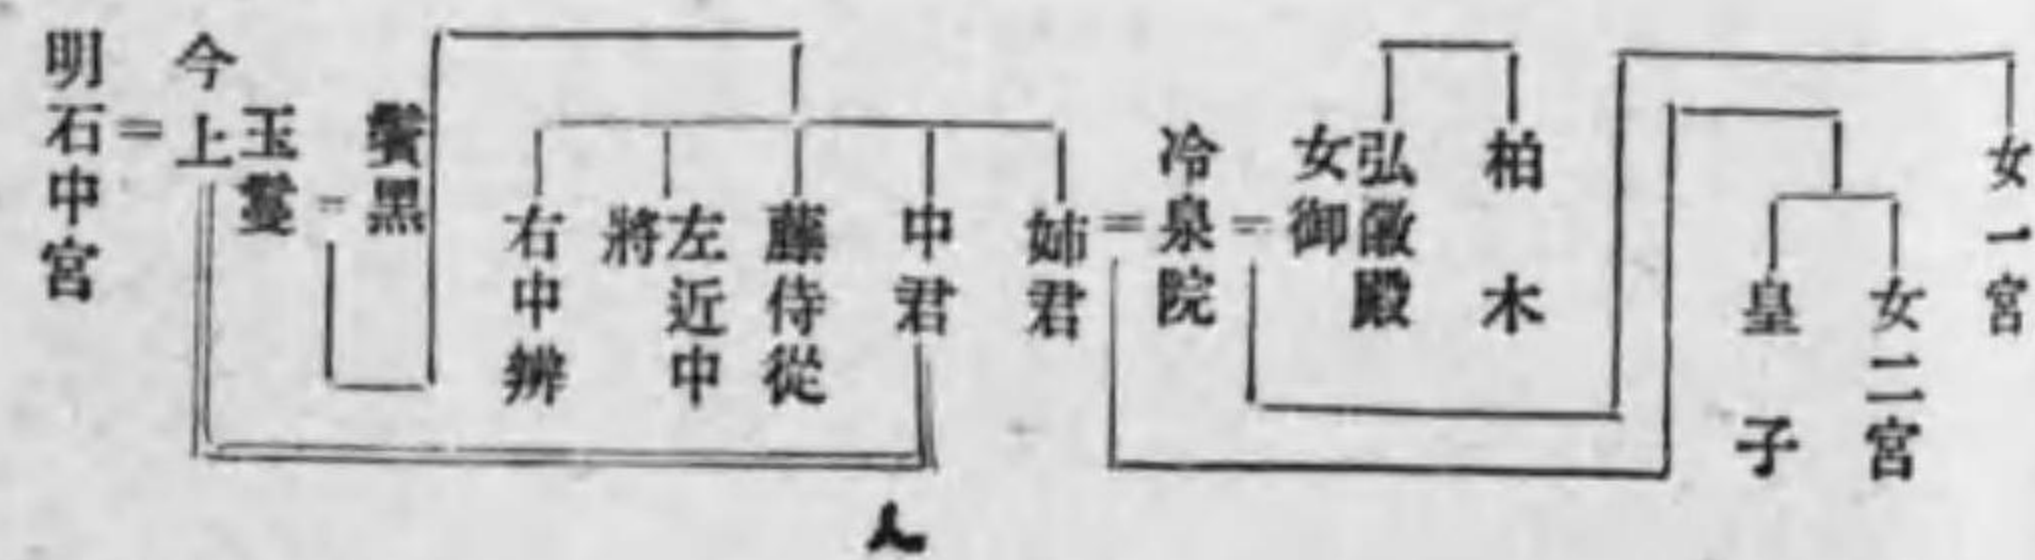 女一宮
女二宮
皇子
柏木
弘徽殿
女御
=
冷泉院
=
姉君
中君
藤侍從
左近中
將
右中辨
鬚黑
=
玉鬘
今上
=
明石中宮